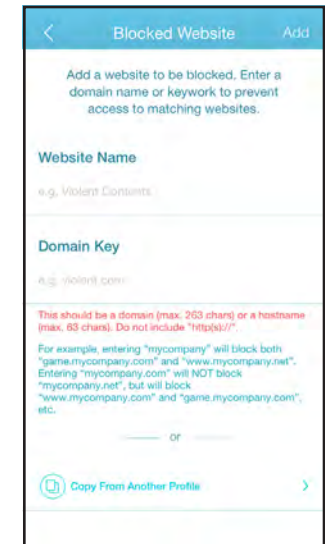 Blocked Website Add
Add a website to be blocked. Enter a
domain name or keywork to prevent
access to matching websites.
Website Name
e.g. Violent Contents
Domain Key
e.g. violent.com
This should be a domain (max. 263 chars) or a hostname
(max. 63 chars). Do not include "http(s)://".
For example, entering "mycompany" will block both
"game.mycompany.com" and "www.mycompany.net".
Entering "mycompany.com" will NOT block
"mycompany.net", but will block
"www.mycompany.com" and "game.mycompany.com",
etc.
or
Copy From Another Profile